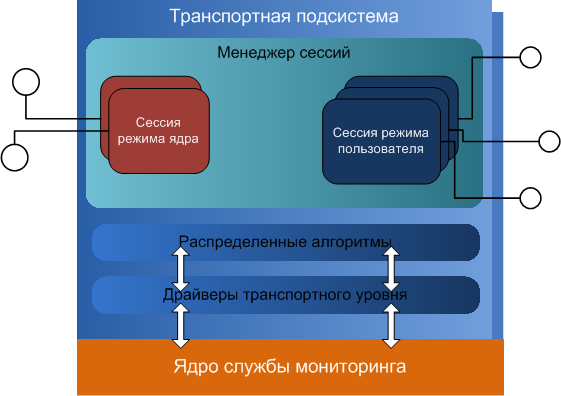 Транспортная подсистема
Менеджер сессий
Сессия
режима ядра
Сессия режима
пользователя
Распределенные алгоритмы
Драйверы транспортного уровня
Ядро службы мониторинга